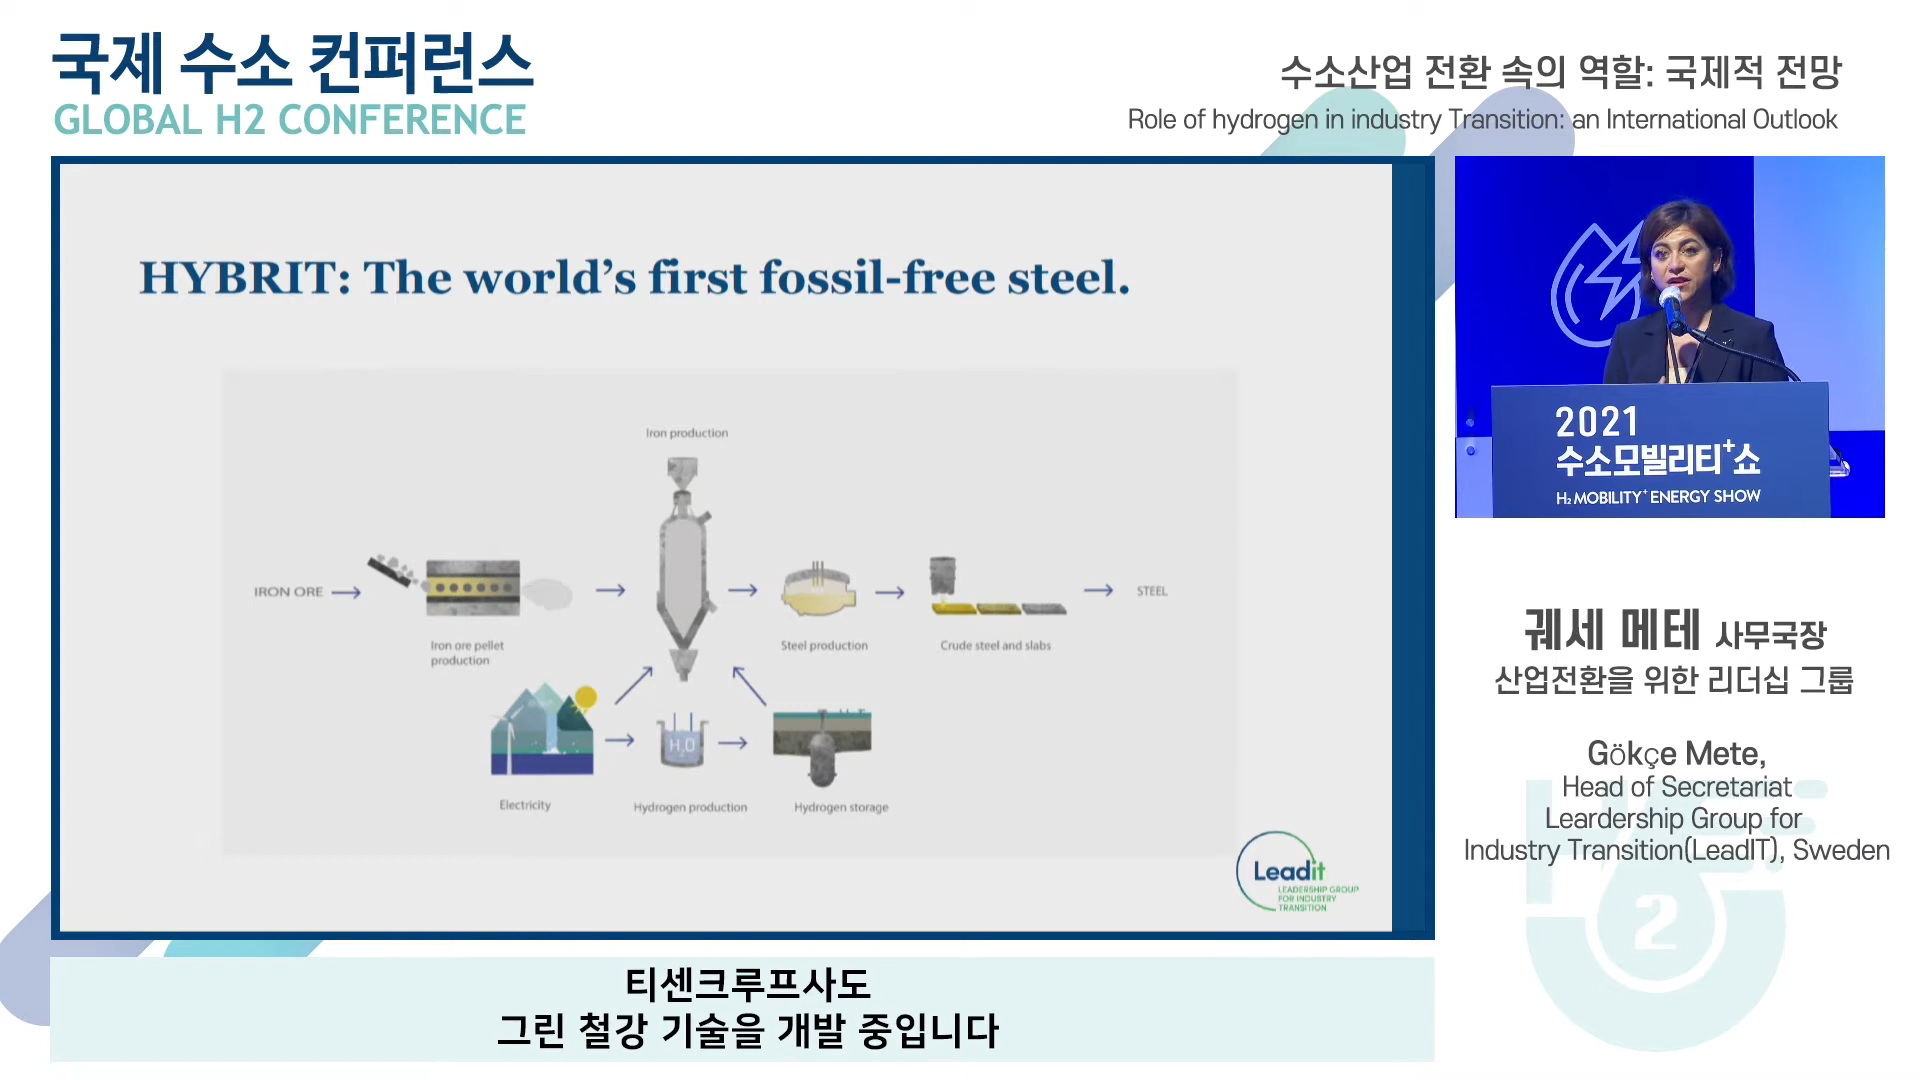 국제 수소 컨퍼런스
GLOBAL H2 CONFERENCE
수소산업 전환 속의 역할: 국제적 전망
Role of hydrogen in industry Transition: an International Outlook
HYBRIT: The world's first fossil-free steel.
Iron production
IRON ORE
STEEL
Iron ore pellet
production
Steel production
Crude steel and slabs
H₂O
Electricity
Hydrogen production
Hydrogen storage
Leadit
LEADERSHIP GROUP
FOR INDUSTRY
TRANSITION
2021
수소모빌리티+쇼
H₂ MOBILITY+ ENERGY SHOW
궤세 메테 사무국장
산업전환을 위한 리더십 그룹
Gökçe Mete,
Head of Secretariat
Leardership Group for
Industry Transition(LeadIT), Sweden
2
티센크루프사도
그린 철강 기술을 개발 중입니다